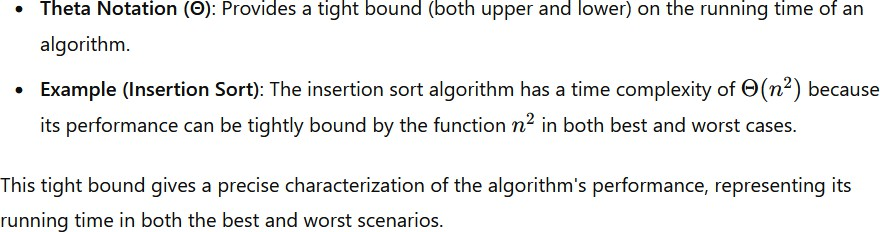 • Theta Notation (Θ): Provides a tight bound (both upper and lower) on the running time of an
algorithm.
• Example (Insertion Sort): The insertion sort algorithm has a time complexity of Θ(n²) because
its performance can be tightly bound by the function n² in both best and worst cases.
This tight bound gives a precise characterization of the algorithm's performance, representing its
running time in both the best and worst scenarios.